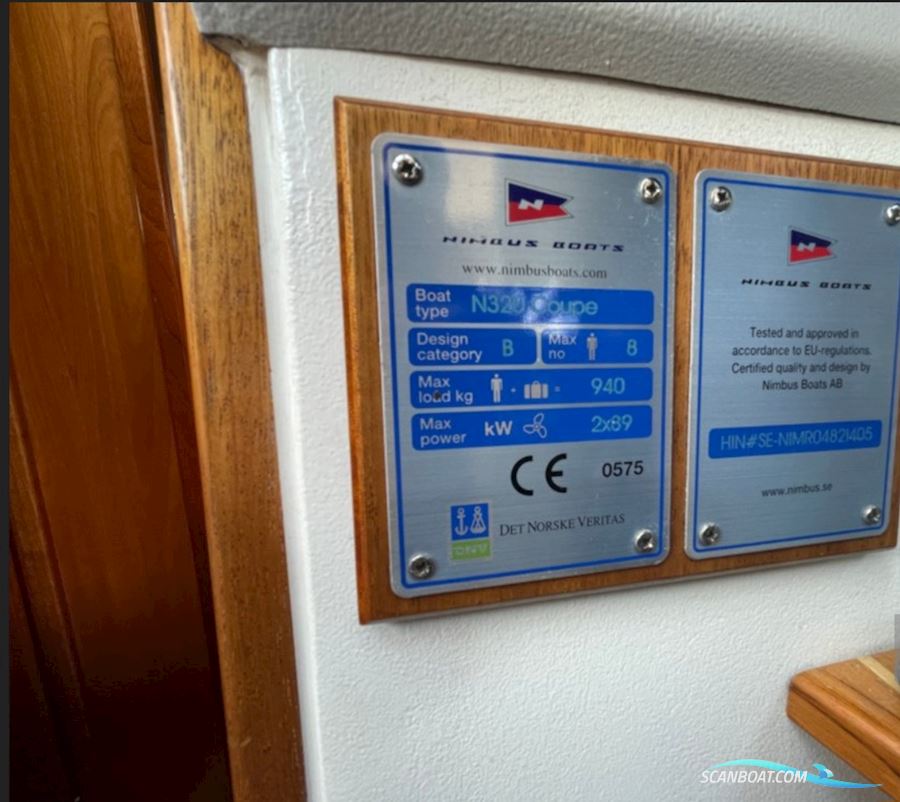 NIMBUS BOATS
www.nimbusboats.com
Boat type N320 Coupe
Design category B Max no 8
Max load kg + = 940
Max power kW 2x89
CE 0575
DNV DET NORSKE VERITAS
NIMBUS BOATS
Tested and approved in
accordance to EU-regulations.
Certified quality and design by
Nimbus Boats AB
HIN#SE-NIMR04821405
www.nimbus.se
SCANBOAT.COM